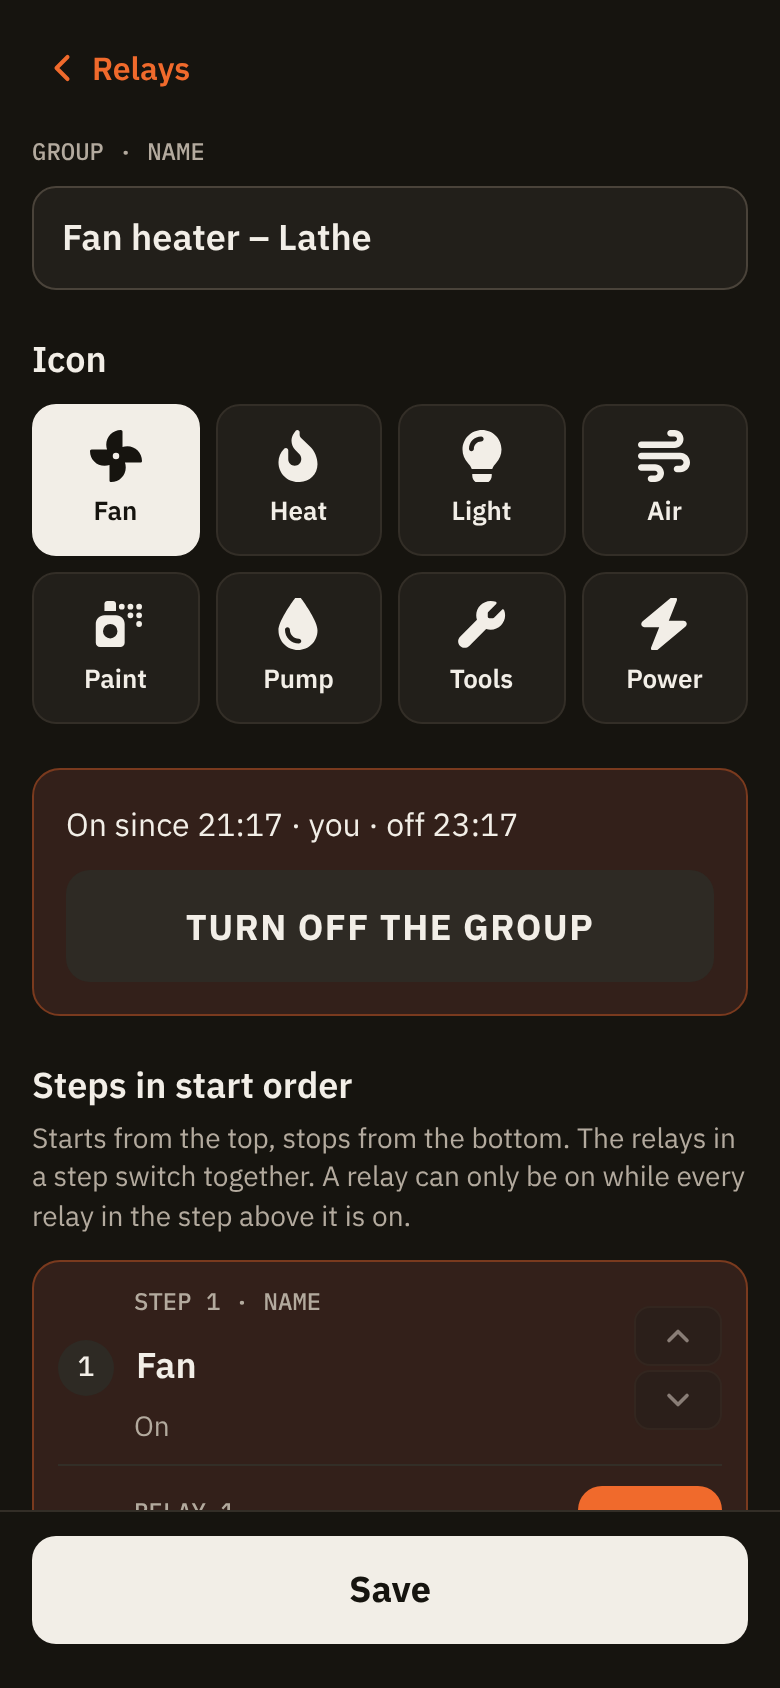 Relays
GROUP · NAME
Fan heater – Lathe
Icon
Fan
Heat
Light
Air
Paint
Pump
Tools
Power
On since 21:17 · you · off 23:17
TURN OFF THE GROUP
Steps in start order
Starts from the top, stops from the bottom. The relays in
a step switch together. A relay can only be on while every
relay in the step above it is on.
STEP 1 · NAME
1
Fan
On
RELAY 1
Save